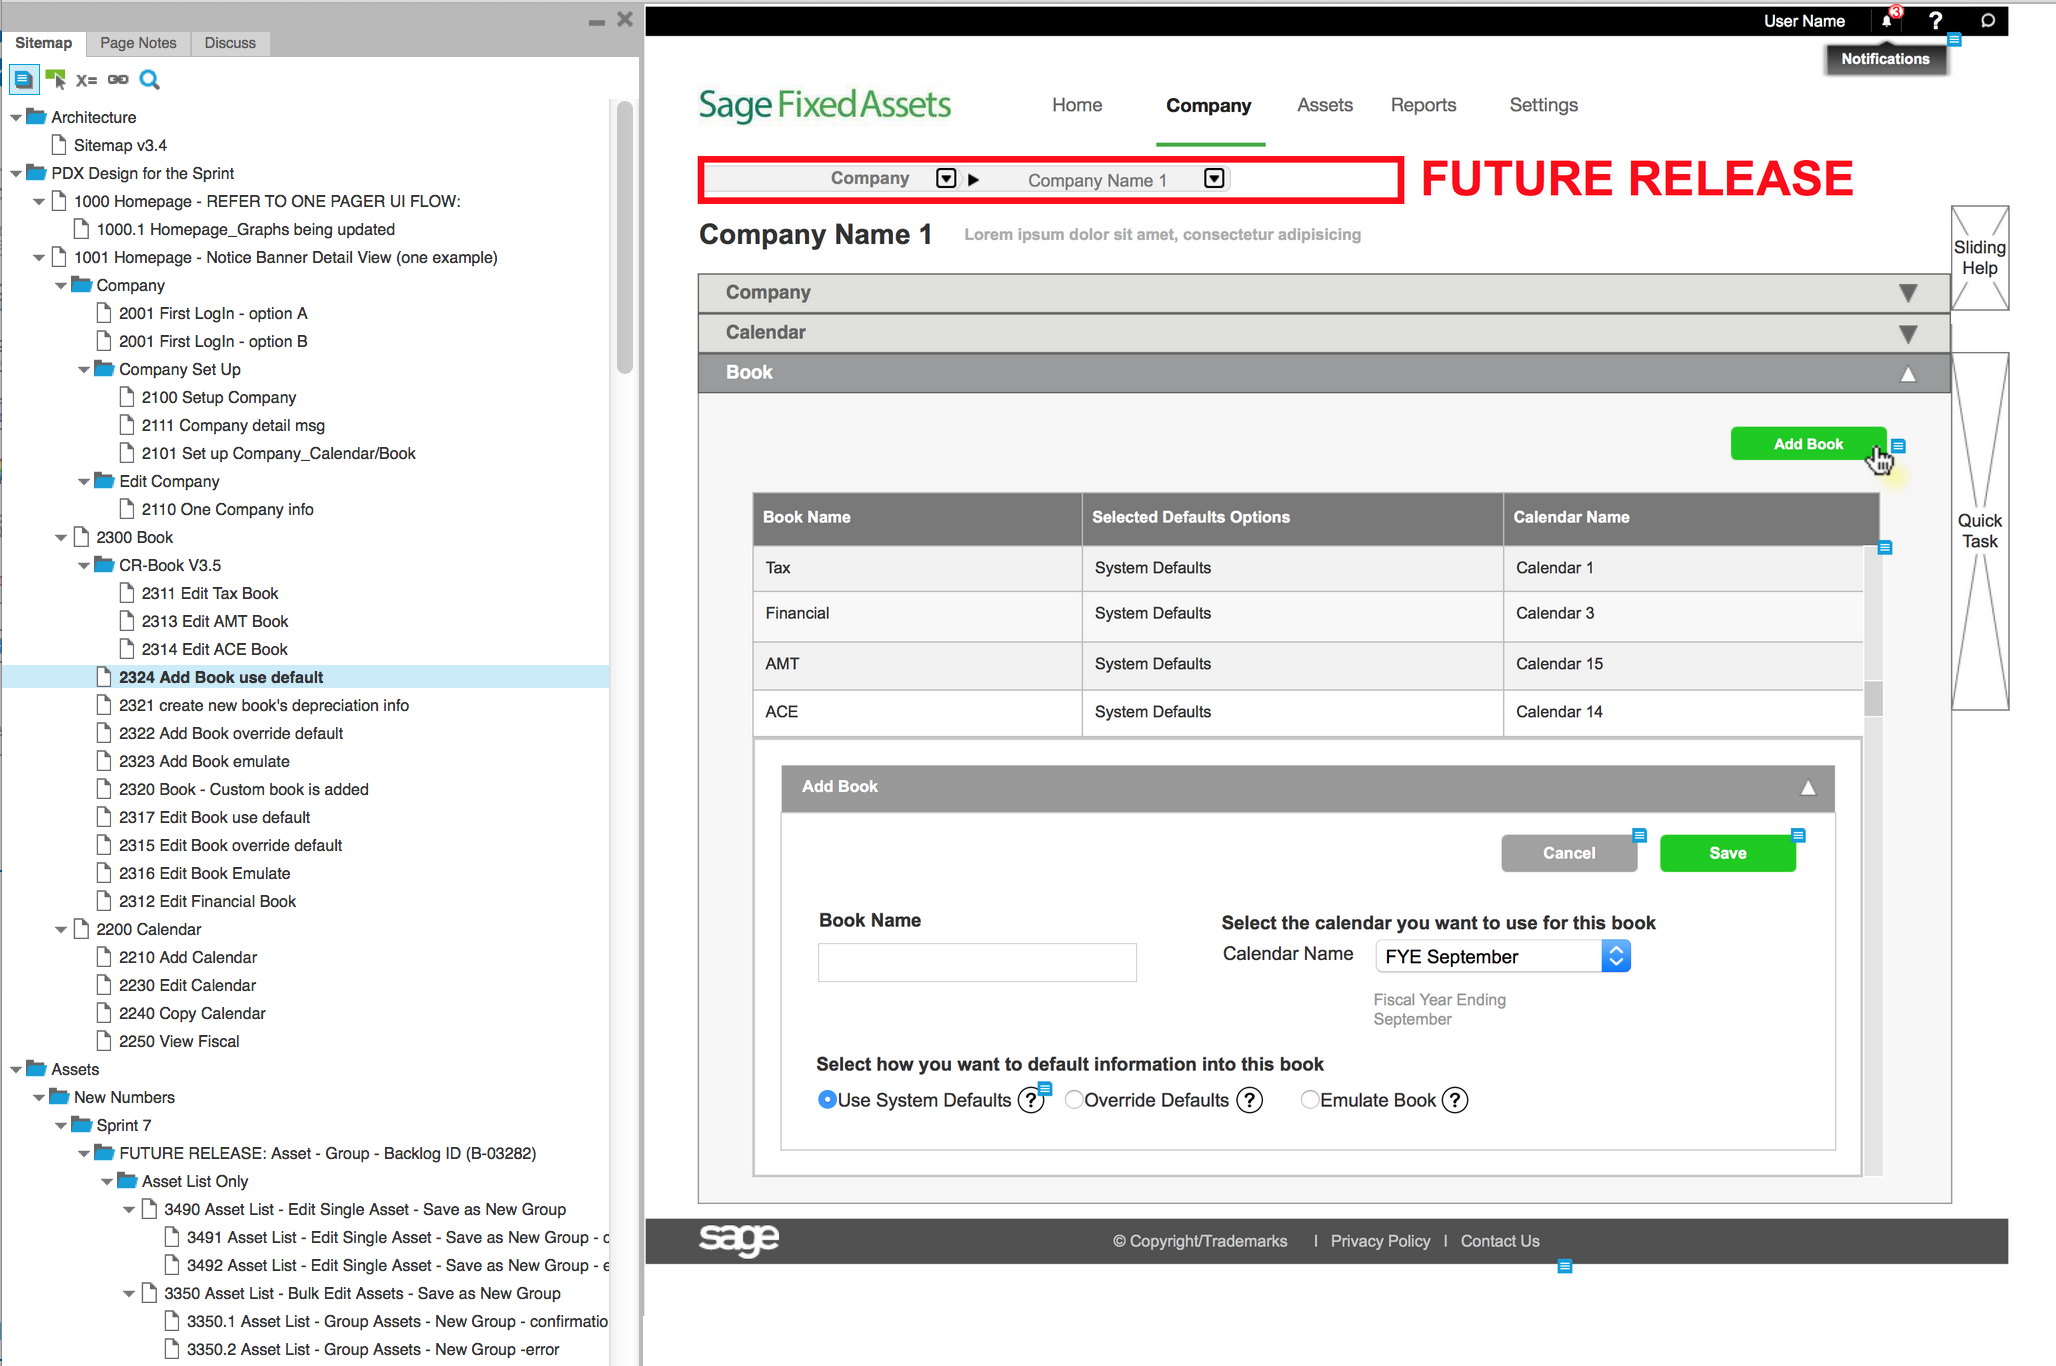 Sitemap
Page Notes
Discuss
X=
Architecture
Sitemap v3.4
PDX Design for the Sprint
1000 Homepage - REFER TO ONE PAGER UI FLOW:
1000.1 Homepage_Graphs being updated
1001 Homepage - Notice Banner Detail View (one example)
Company
2001 First LogIn - option A
2001 First LogIn - option B
Company Set Up
2100 Setup Company
2111 Company detail msg
2101 Set up Company_Calendar/Book
Edit Company
2110 One Company info
2300 Book
CR-Book V3.5
2311 Edit Tax Book
2313 Edit AMT Book
2314 Edit ACE Book
2324 Add Book use default
2321 create new book's depreciation info
2322 Add Book override default
2323 Add Book emulate
2320 Book - Custom book is added
2317 Edit Book use default
2315 Edit Book override default
2316 Edit Book Emulate
2312 Edit Financial Book
2200 Calendar
2210 Add Calendar
2230 Edit Calendar
2240 Copy Calendar
2250 View Fiscal
Assets
New Numbers
Sprint 7
FUTURE RELEASE: Asset - Group - Backlog ID (B-03282)
Asset List Only
3490 Asset List - Edit Single Asset - Save as New Group
3491 Asset List - Edit Single Asset - Save as New Group - c
3492 Asset List - Edit Single Asset - Save as New Group - e
3350 Asset List - Bulk Edit Assets - Save as New Group
3350.1 Asset List - Group Assets - New Group - confirmatio
3350.2 Asset List - Group Assets - New Group -error
User Name
3
?
Notifications
Sage Fixed Assets
Home
Company
Assets
Reports
Settings
Company
Company Name 1
FUTURE RELEASE
Company Name 1
Lorem ipsum dolor sit amet, consectetur adipisicing
Sliding
Help
Company
Calendar
Book
Add Book
Quick
Task
Book Name
Selected Defaults Options
Calendar Name
Tax
System Defaults
Calendar 1
Financial
System Defaults
Calendar 3
AMT
System Defaults
Calendar 15
ACE
System Defaults
Calendar 14
Add Book
Cancel
Save
Book Name
Select the calendar you want to use for this book
Calendar Name
FYE September
Fiscal Year Ending
September
Select how you want to default information into this book
Use System Defaults ?
Override Defaults ?
Emulate Book ?
sage
© Copyright/Trademarks | Privacy Policy | Contact Us